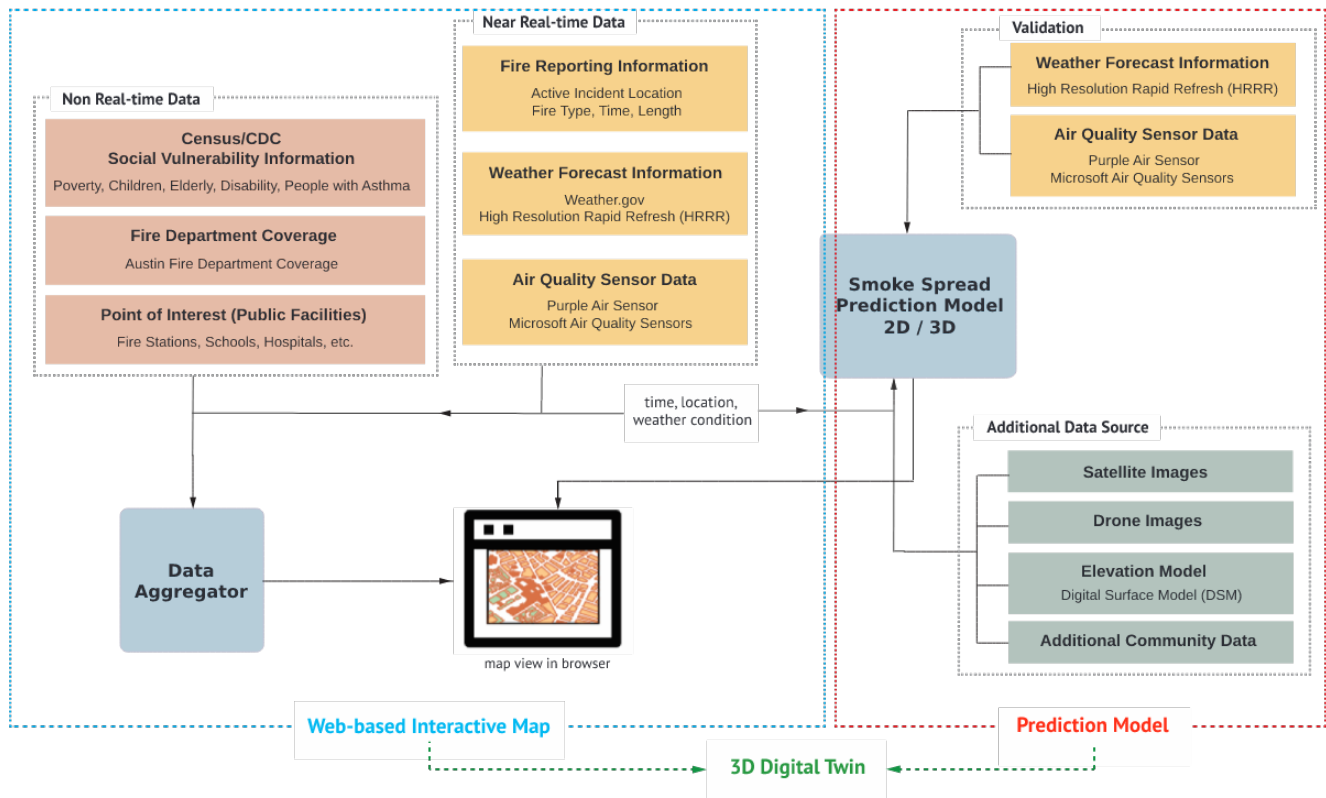 Non Real-time Data
Census/CDC
Social Vulnerability Information
Poverty, Children, Elderly, Disability, People with Asthma
Fire Department Coverage
Austin Fire Department Coverage
Point of Interest (Public Facilities)
Fire Stations, Schools, Hospitals, etc.
Near Real-time Data
Fire Reporting Information
Active Incident Location
Fire Type, Time, Length
Weather Forecast Information
Weather.gov
High Resolution Rapid Refresh (HRRR)
Air Quality Sensor Data
Purple Air Sensor
Microsoft Air Quality Sensors
time, location,
weather condition
Data
Aggregator
map view in browser
Validation
Weather Forecast Information
High Resolution Rapid Refresh (HRRR)
Air Quality Sensor Data
Purple Air Sensor
Microsoft Air Quality Sensors
Smoke Spread
Prediction Model
2D / 3D
Additional Data Source
Satellite Images
Drone Images
Elevation Model
Digital Surface Model (DSM)
Additional Community Data
Web-based Interactive Map
Prediction Model
3D Digital Twin